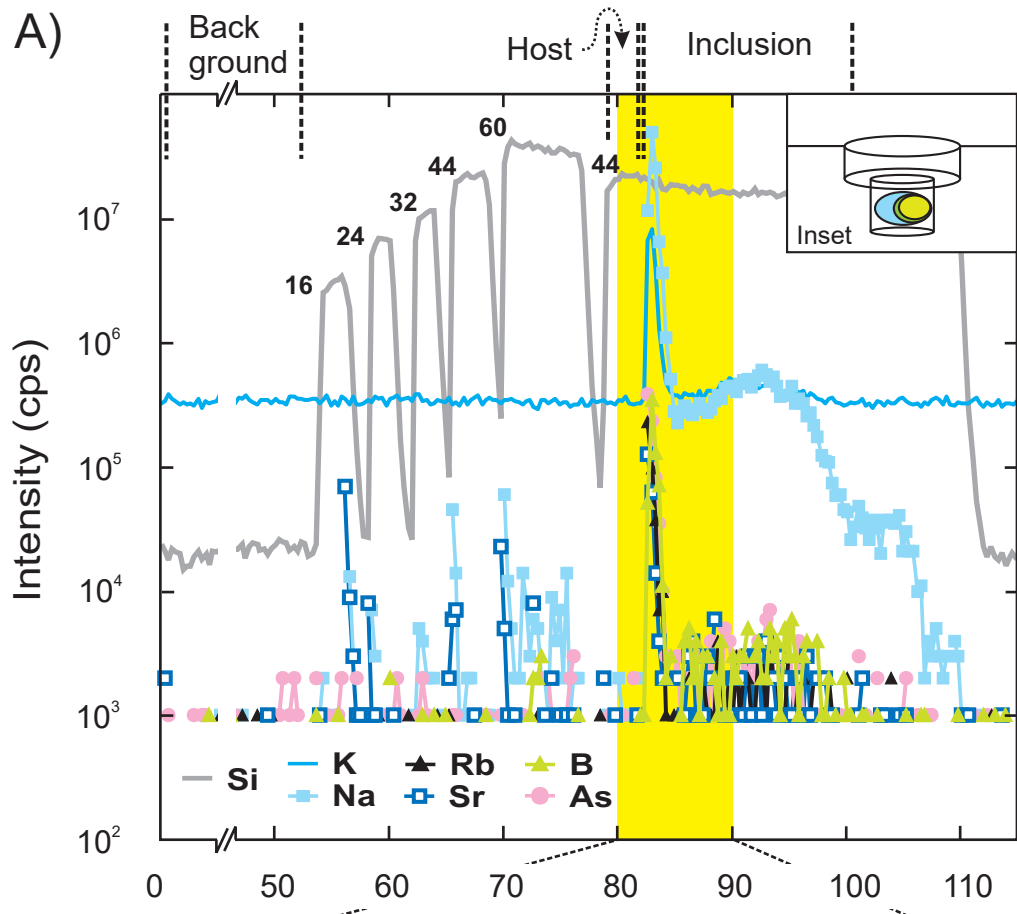 A)
Back
ground
Host
Inclusion
60
44
44
32
24
16
Inset
Intensity (cps)
10⁷
10⁶
10⁵
10⁴
10³
10²
Si
K
Rb
B
Na
Sr
As
0
50
60
70
80
90
100
110